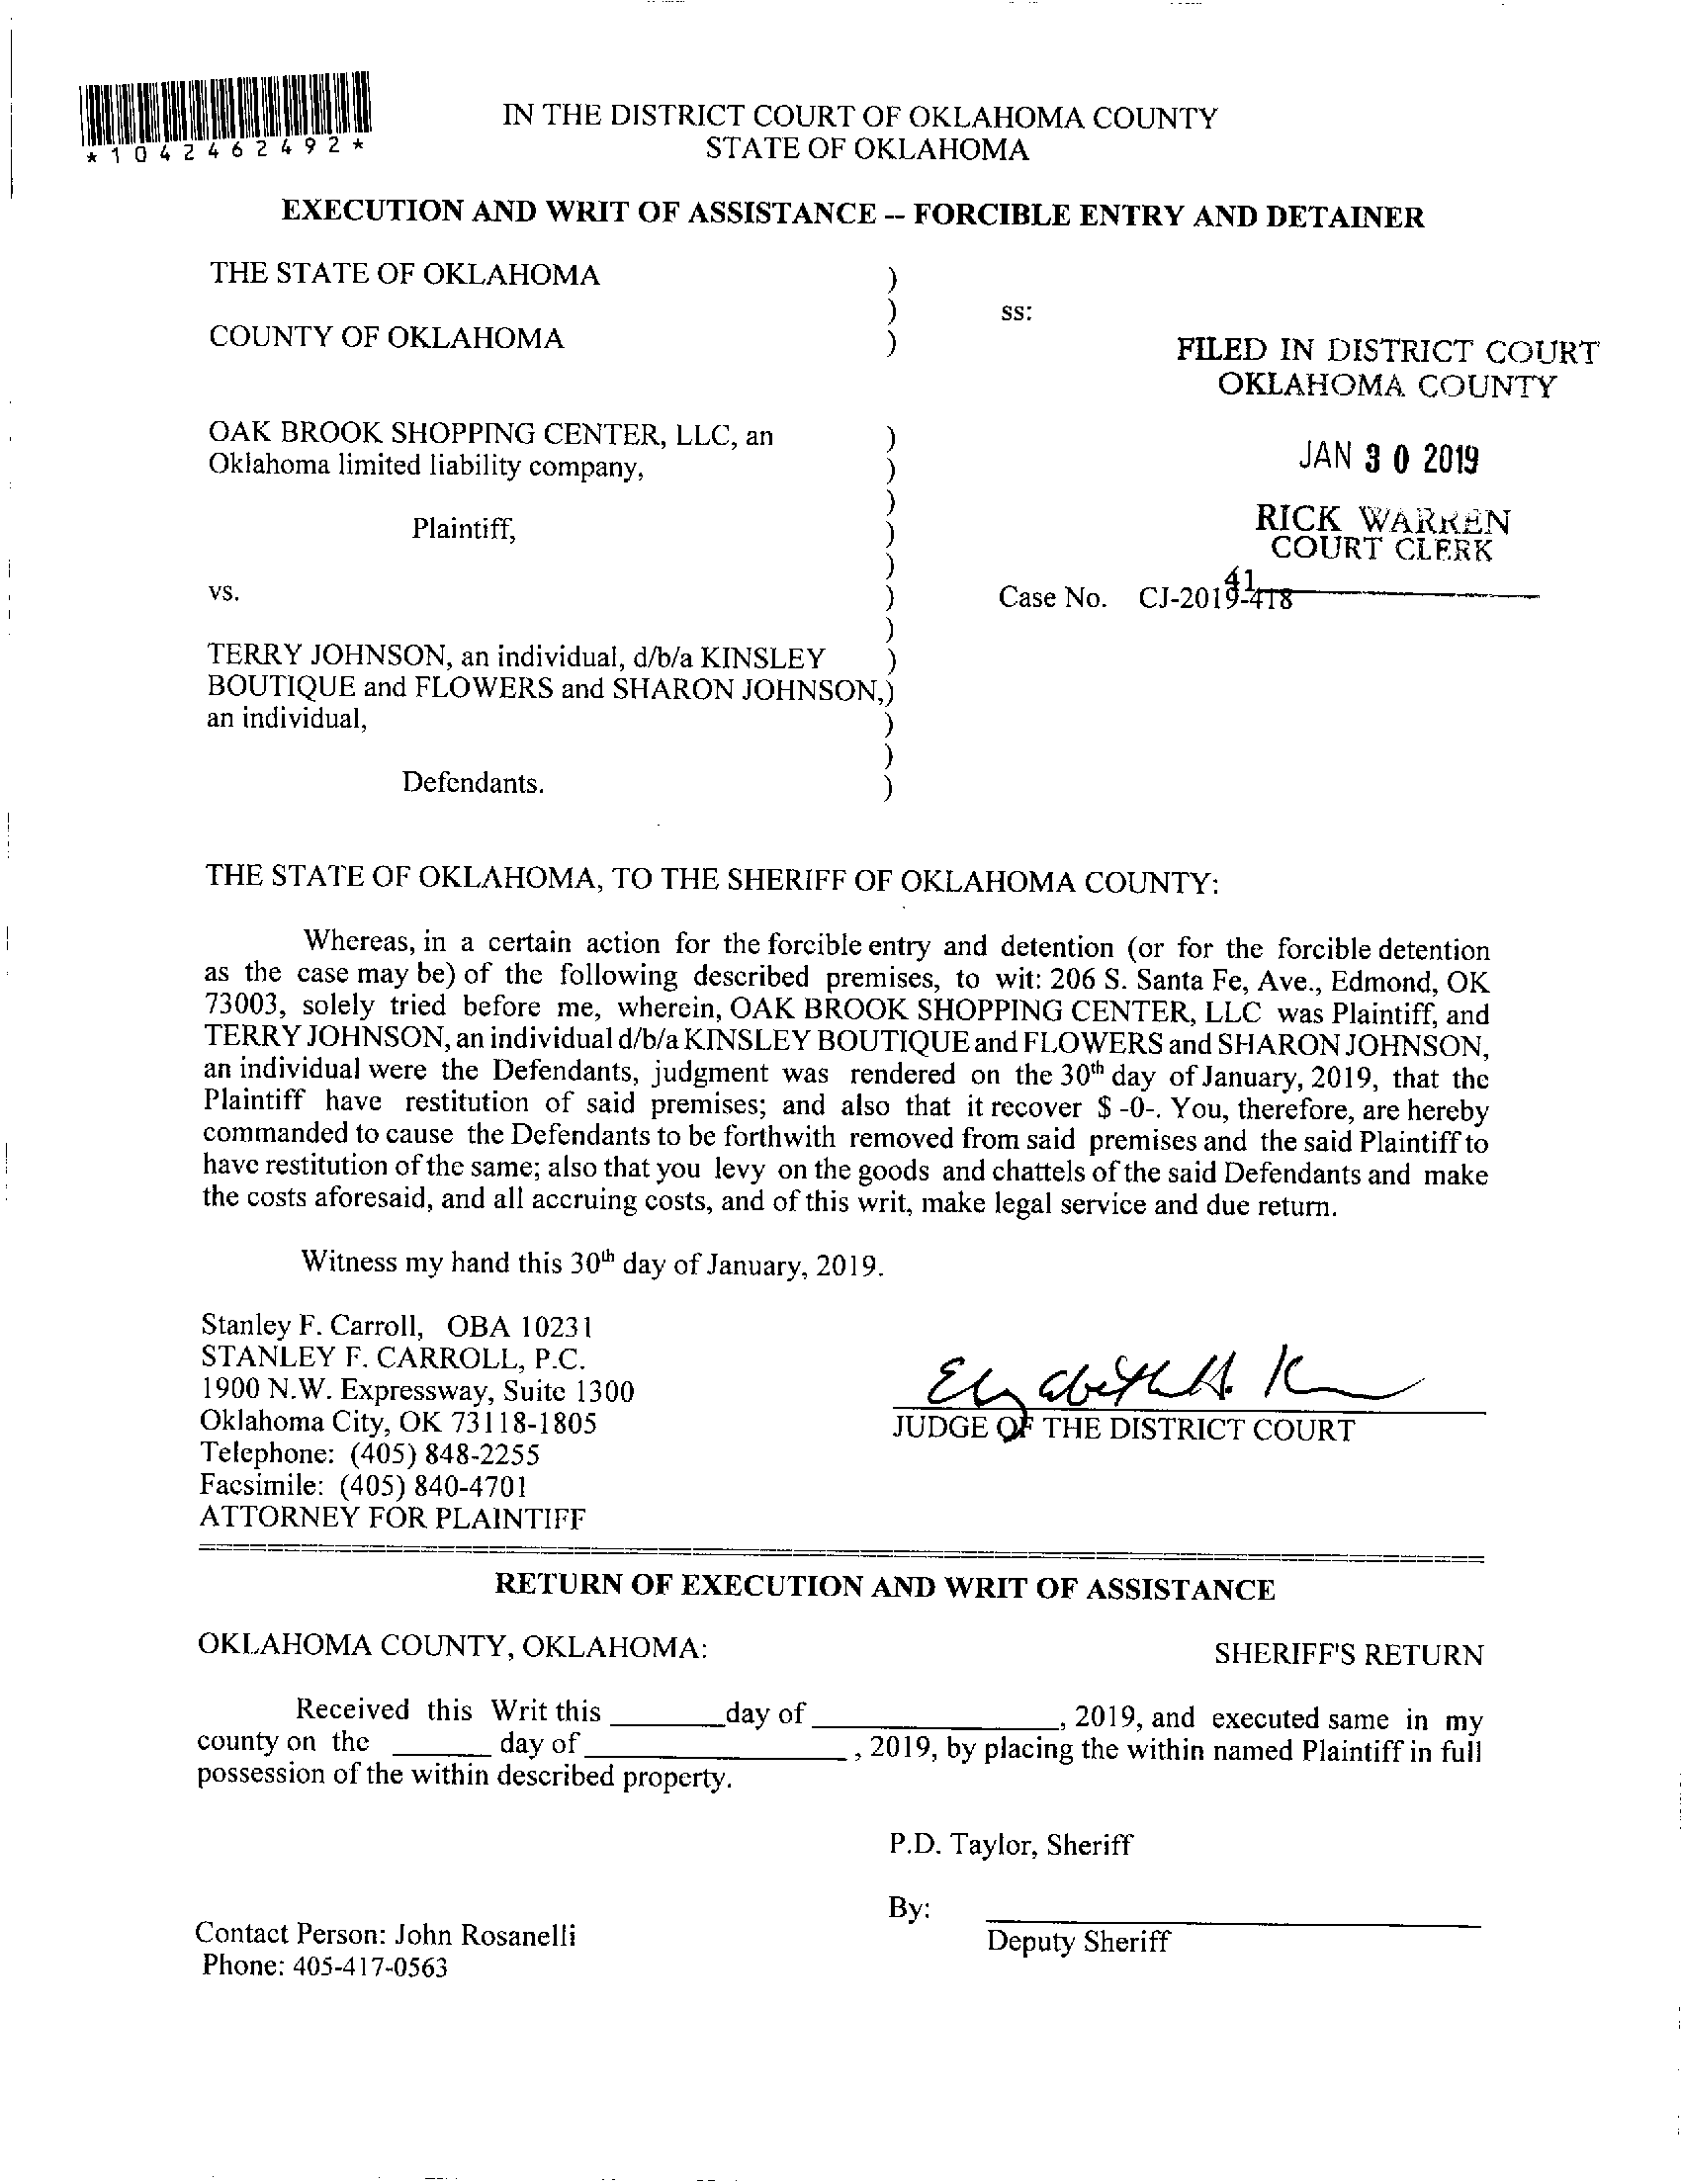 *1042462492*
IN THE DISTRICT COURT OF OKLAHOMA COUNTY
STATE OF OKLAHOMA
EXECUTION AND WRIT OF ASSISTANCE -- FORCIBLE ENTRY AND DETAINER
THE STATE OF OKLAHOMA )
) ss:
COUNTY OF OKLAHOMA )
FILED IN DISTRICT COURT
OKLAHOMA COUNTY
JAN 30 2019
RICK WARREN
COURT CLERK
41
OAK BROOK SHOPPING CENTER, LLC, an )
Oklahoma limited liability company, )
)
Plaintiff, )
)
vs. ) Case No. CJ-2019-418
)
TERRY JOHNSON, an individual, d/b/a KINSLEY )
BOUTIQUE and FLOWERS and SHARON JOHNSON,)
an individual, )
)
Defendants. )
THE STATE OF OKLAHOMA, TO THE SHERIFF OF OKLAHOMA COUNTY:
Whereas, in a certain action for the forcible entry and detention (or for the forcible detention
as the case may be) of the following described premises, to wit: 206 S. Santa Fe, Ave., Edmond, OK
73003, solely tried before me, wherein, OAK BROOK SHOPPING CENTER, LLC was Plaintiff, and
TERRY JOHNSON, an individual d/b/a KINSLEY BOUTIQUE and FLOWERS and SHARON JOHNSON,
an individual were the Defendants, judgment was rendered on the 30th day of January, 2019, that the
Plaintiff have restitution of said premises; and also that it recover $ -0-. You, therefore, are hereby
commanded to cause the Defendants to be forthwith removed from said premises and the said Plaintiff to
have restitution of the same; also that you levy on the goods and chattels of the said Defendants and make
the costs aforesaid, and all accruing costs, and of this writ, make legal service and due return.
Witness my hand this 30th day of January, 2019.
Stanley F. Carroll, OBA 10231
STANLEY F. CARROLL, P.C.
1900 N.W. Expressway, Suite 1300
Oklahoma City, OK 73118-1805
Telephone: (405) 848-2255
Facsimile: (405) 840-4701
ATTORNEY FOR PLAINTIFF
Elizabeth H. K
JUDGE OF THE DISTRICT COURT
RETURN OF EXECUTION AND WRIT OF ASSISTANCE
OKLAHOMA COUNTY, OKLAHOMA: SHERIFF'S RETURN
Received this Writ this ______day of ____________, 2019, and executed same in my
county on the ______ day of ____________, 2019, by placing the within named Plaintiff in full
possession of the within described property.
P.D. Taylor, Sheriff
By:
Deputy Sheriff
Contact Person: John Rosanelli
Phone: 405-417-0563